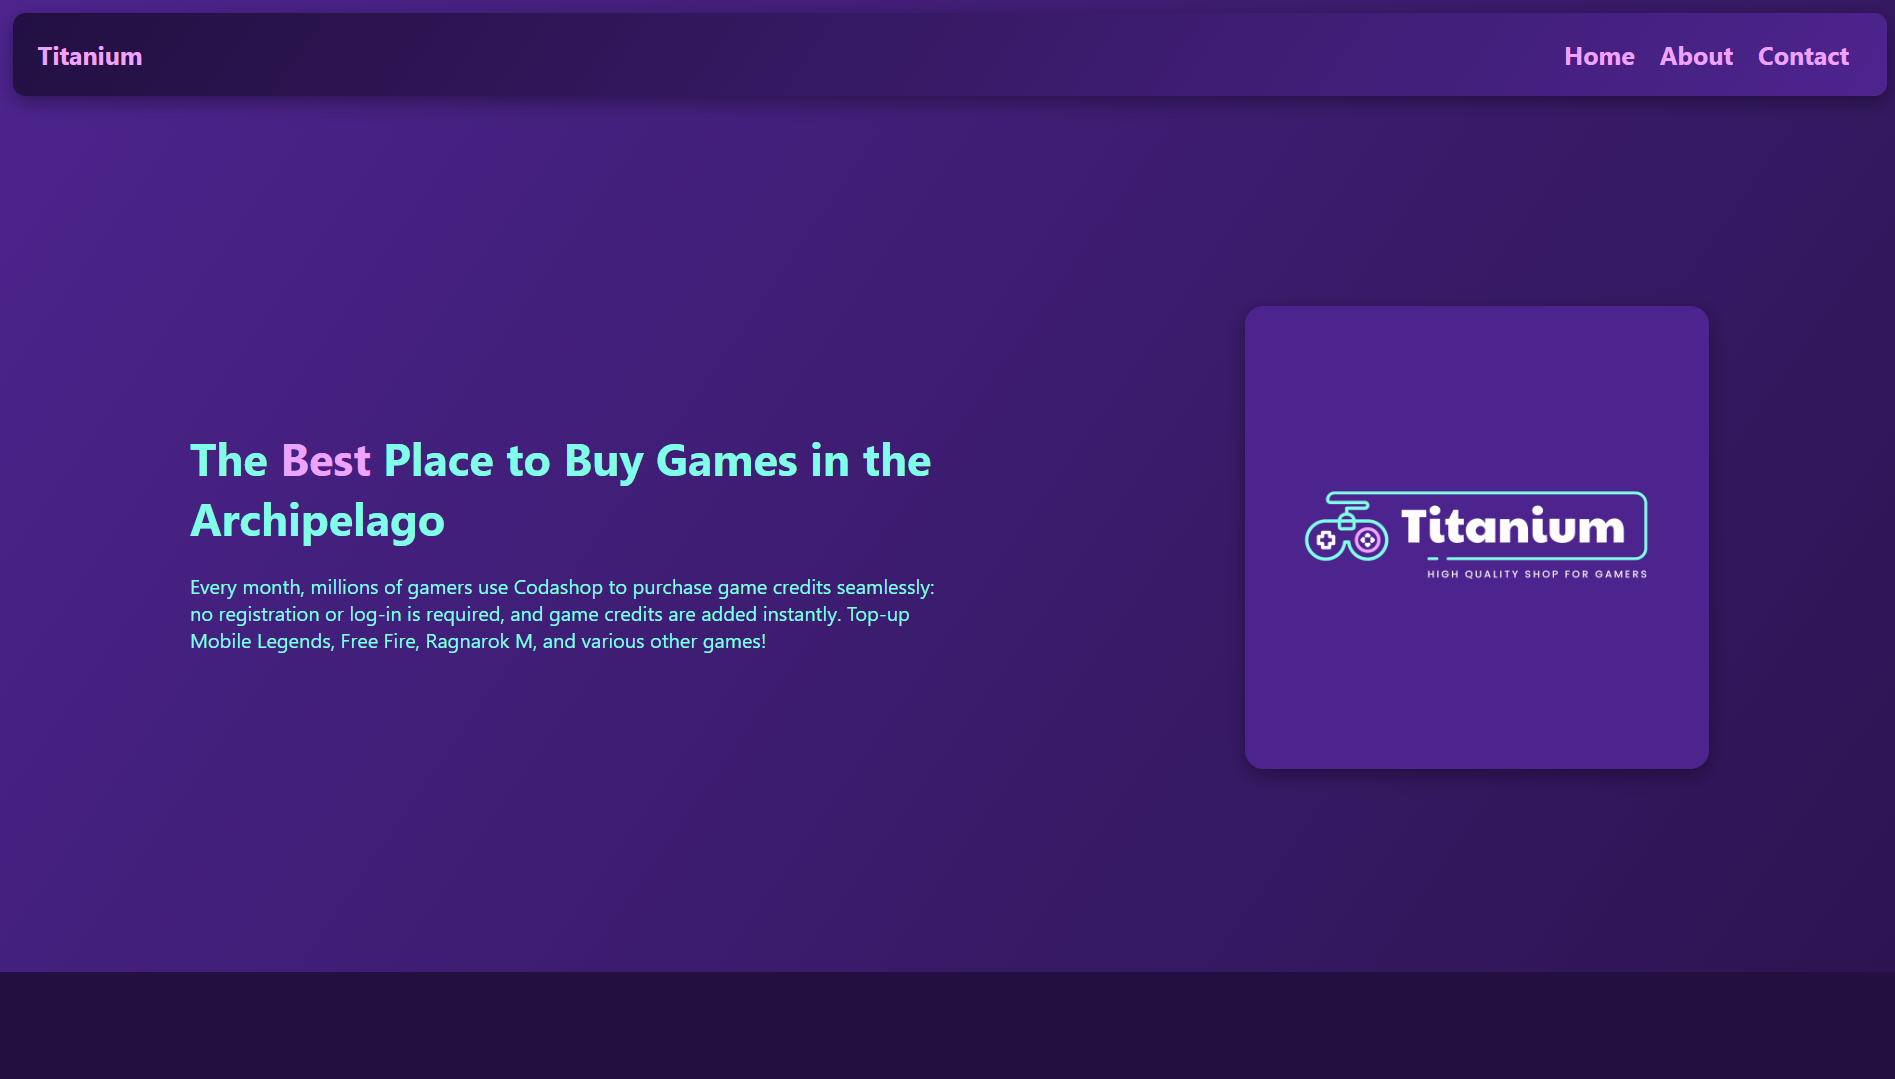 Titanium
Home About Contact
The Best Place to Buy Games in the
Archipelago
Every month, millions of gamers use Codashop to purchase game credits seamlessly:
no registration or log-in is required, and game credits are added instantly. Top-up
Mobile Legends, Free Fire, Ragnarok M, and various other games!
Titanium
HIGH QUALITY SHOP FOR GAMERS